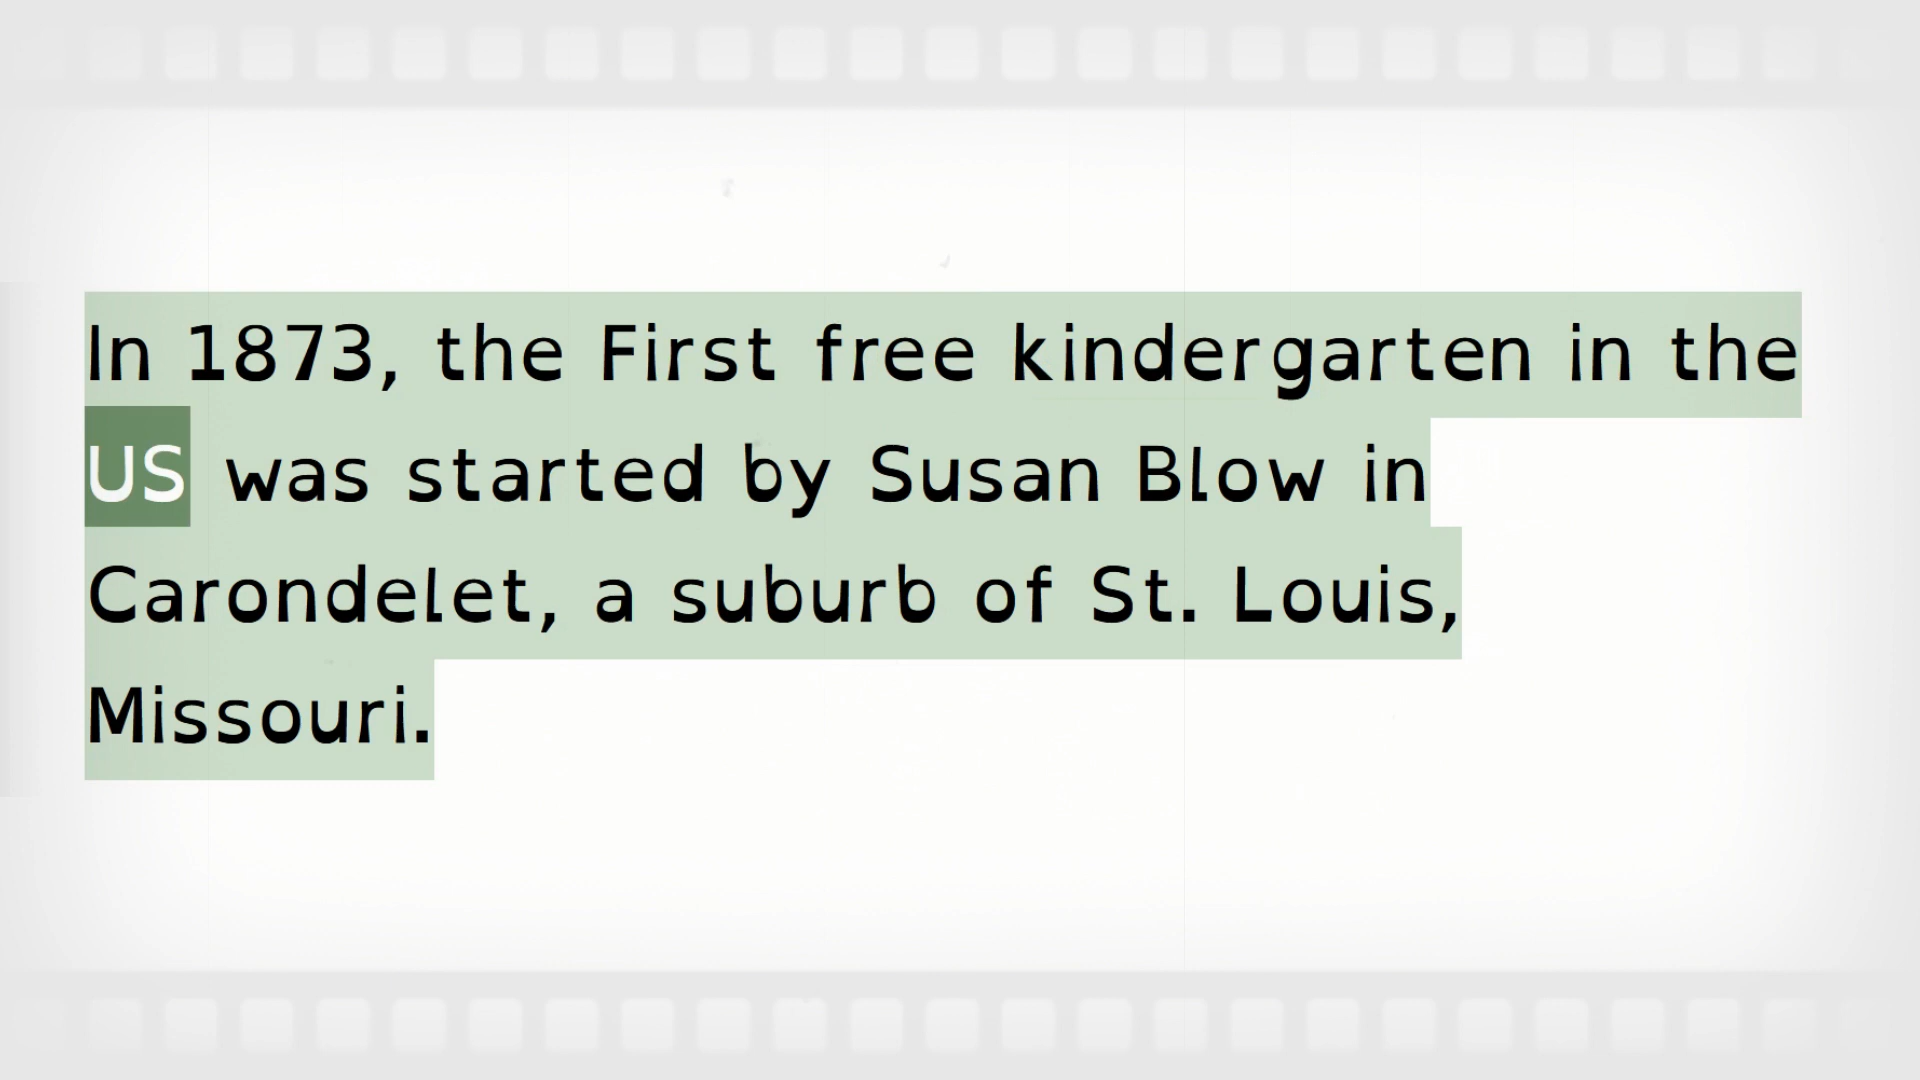 In 1873, the First free kindergarten in the
US was started by Susan Blow in
Carondelet, a suburb of St. Louis,
Missouri.